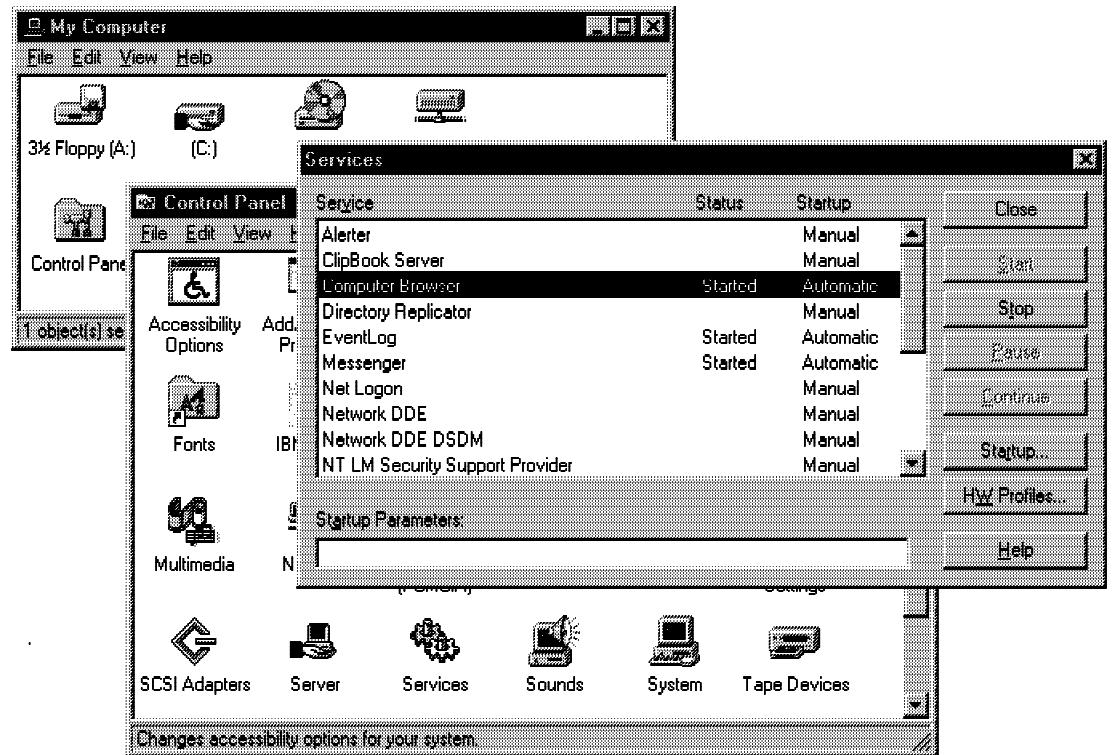 My Computer
File Edit View Help
3½ Floppy (A:)
(C:)
Control Pane
1 object(s) se
Control Panel
File Edit View H
Accessibility
Options
Add
Pr
Fonts
IBM
Multimedia
N
SCSI Adapters
Server
Services
Sounds
System
Tape Devices
Changes accessibility options for your system.
Services
Service Status Startup
Alerter Manual
ClipBook Server Manual
Computer Browser Started Automatic
Directory Replicator Manual
EventLog Started Automatic
Messenger Started Automatic
Net Logon Manual
Network DDE Manual
Network DDE DSDM Manual
NT LM Security Support Provider Manual
Startup Parameters:
Close
Start
Stop
Pause
Continue
Startup...
HW Profiles...
Help